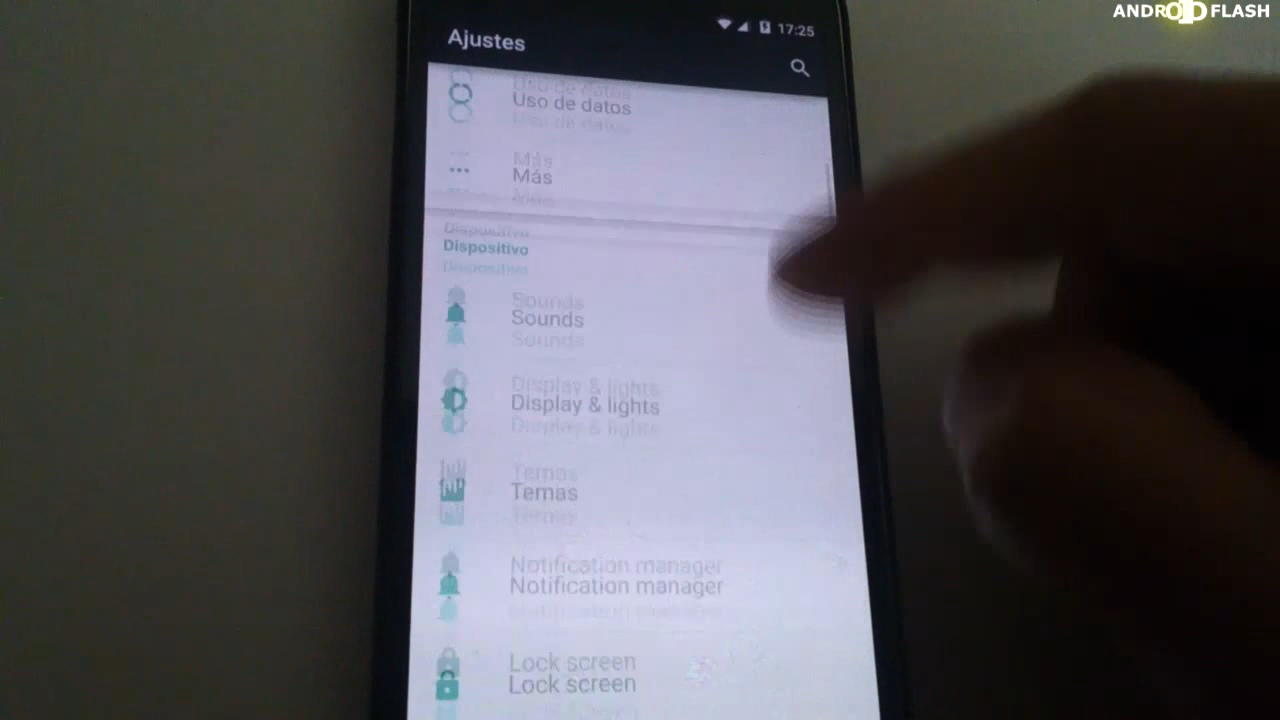 ANDROID FLASH
17:25
Ajustes
Uso de datos
Más
Dispositivo
Sounds
Display & lights
Temas
Notification manager
Lock screen